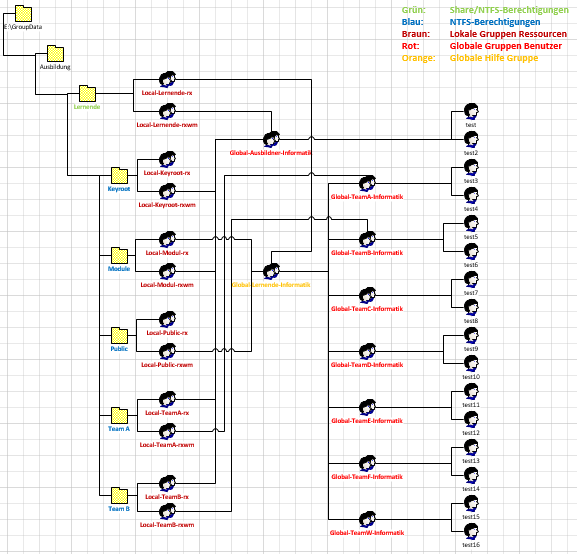 Grün: Share/NTFS-Berechtigungen
Blau: NTFS-Berechtigungen
Braun: Lokale Gruppen Ressourcen
Rot: Globale Gruppen Benutzer
Orange: Globale Hilfe Gruppe
E:\GroupData
Ausbildung
Lernende
Local-Lernende-rx
Local-Lernende-rxwm
Global-Ausbildner-Informatik
Keyroot
Local-Keyroot-rx
Local-Keyroot-rxwm
Module
Local-Modul-rx
Local-Modul-rxwm
Global-Lernende-Informatik
Public
Local-Public-rx
Local-Public-rxwm
Team A
Local-TeamA-rx
Local-TeamA-rxwm
Team B
Local-TeamB-rx
Local-TeamB-rxwm
Global-TeamA-Informatik
Global-TeamB-Informatik
Global-TeamC-Informatik
Global-TeamD-Informatik
Global-TeamE-Informatik
Global-TeamF-Informatik
Global-TeamW-Informatik
test
test2
test3
test4
test5
test6
test7
test8
test9
test10
test11
test12
test13
test14
test15
test16